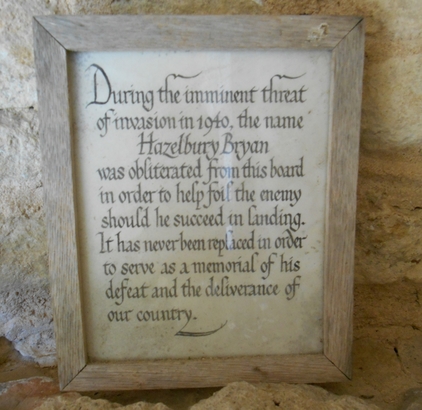 During the imminent threat
of invasion in 1940, the name
Hazelbury Bryan
was obliterated from this board
in order to help foil the enemy
should he succeed in landing.
It has never been replaced in order
to serve as a memorial of his
defeat and the deliverance of
our country.